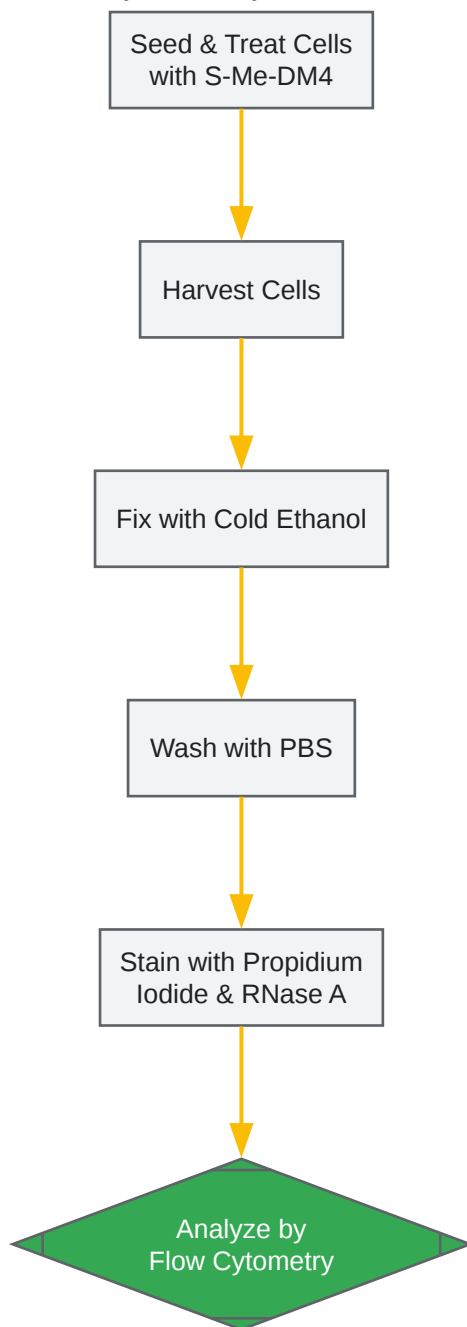 Seed & Treat Cells
with S-Me-DM4
Harvest Cells
Fix with Cold Ethanol
Wash with PBS
Stain with Propidium
Iodide & RNase A
Analyze by
Flow Cytometry